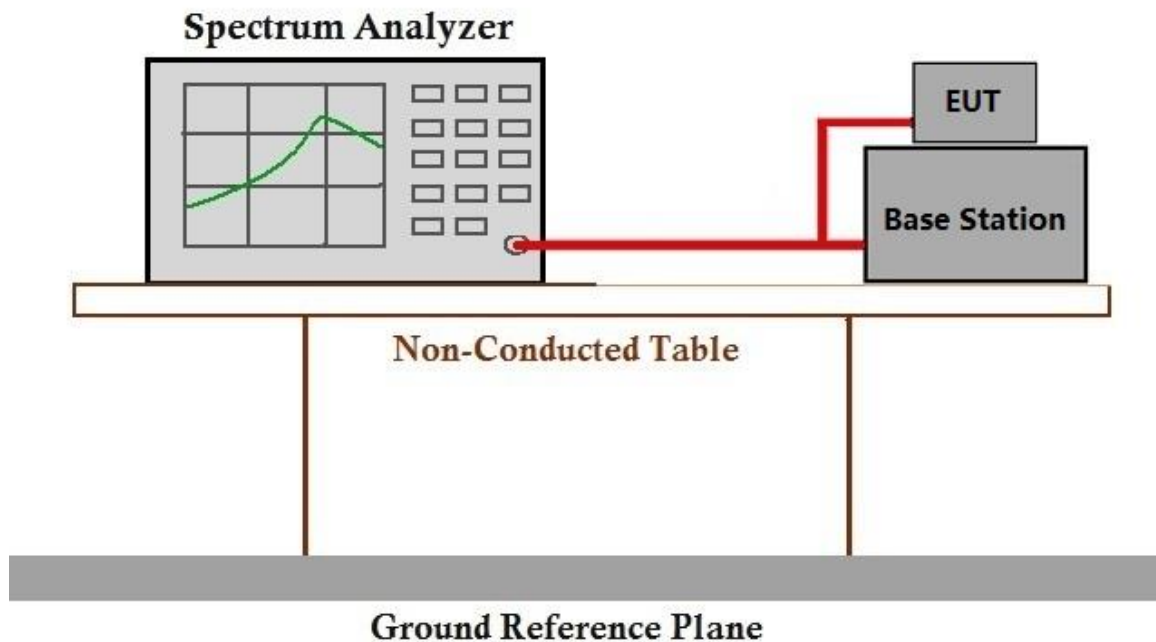 Spectrum Analyzer
EUT
Base Station
Non-Conducted Table
Ground Reference Plane